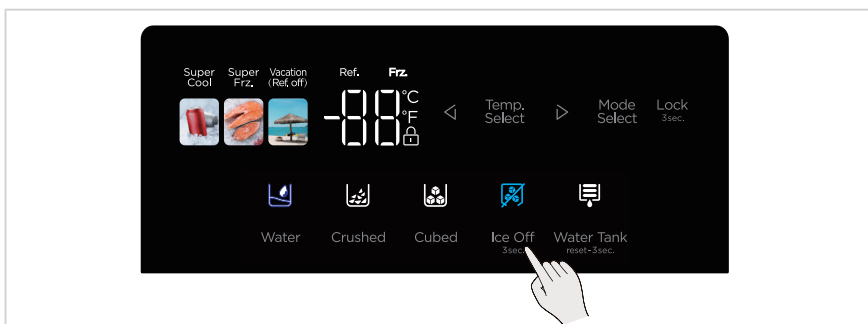 Super Cool
Super Frz.
Vacation (Ref. off)
Ref.
Frz.
-88
°C
°F
Temp. Select
Mode Select
Lock
3sec.
Water
Crushed
Cubed
Ice Off
3sec.
Water Tank
reset-3sec.